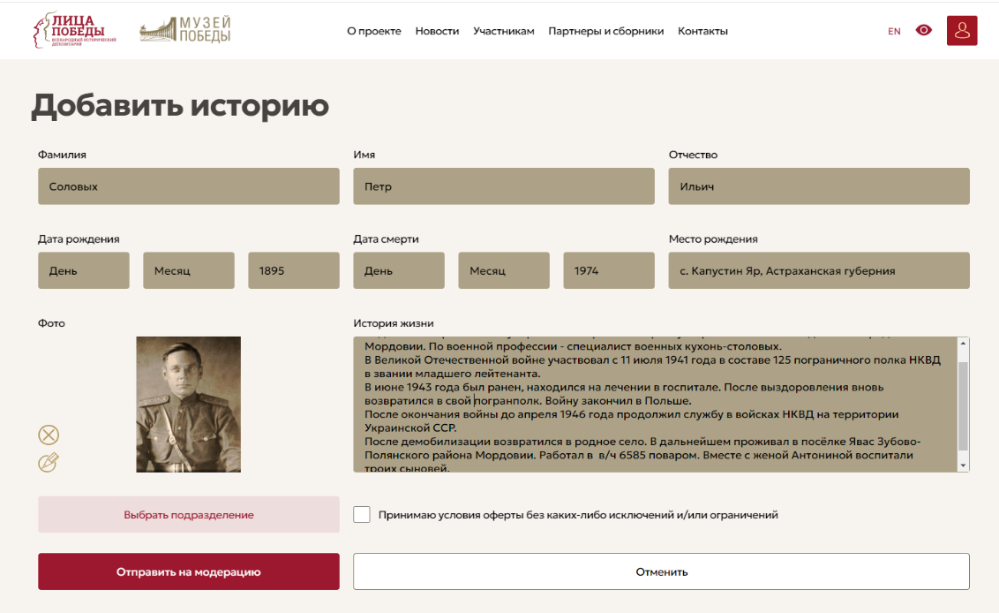 ЛИЦА
ПОБЕДЫ
ВСЕНАРОДНЫЙ ИСТОРИЧЕСКИЙ
ДЕПОЗИТАРИЙ
МУЗЕЙ
ПОБЕДЫ
О проекте Новости Участникам Партнеры и сборники Контакты
EN
Добавить историю
Фамилия Имя Отчество
Соловых Петр Ильич
Дата рождения Дата смерти Место рождения
День Месяц 1895 День Месяц 1974 с. Капустин Яр, Астраханская губерния
Фото История жизни
Мордовии. По военной профессии - специалист военных кухонь-столовых.
В Великой Отечественной войне участвовал с 11 июля 1941 года в составе 125 пограничного полка НКВД
в звании младшего лейтенанта.
В июне 1943 года был ранен, находился на лечении в госпитале. После выздоровления вновь
возвратился в свой погранполк. Войну закончил в Польше.
После окончания войны до апреля 1946 года продолжил службу в войсках НКВД на территории
Украинской ССР.
После демобилизации возвратился в родное село. В дальнейшем проживал в посёлке Явас Зубово-
Полянского района Мордовии. Работал в в/ч 6585 поваром. Вместе с женой Антониной воспитали
троих сыновей.
Выбрать подразделение Принимаю условия оферты без каких-либо исключений и/или ограничений
Отправить на модерацию Отменить